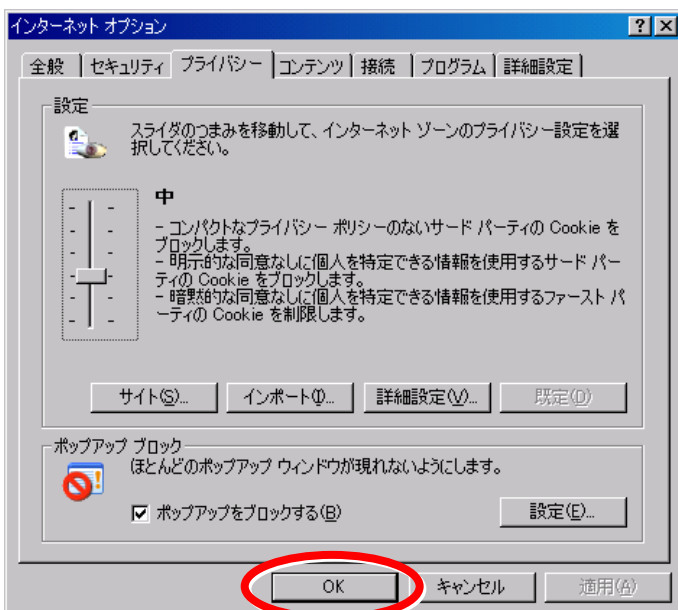 インターネット オプション
全般 セキュリティ プライバシー コンテンツ 接続 プログラム 詳細設定
設定
スライダのつまみを移動して、インターネット ゾーンのプライバシー設定を選
択してください。
中
- コンパクトなプライバシー ポリシーのないサード パーティの Cookie を
ブロックします。
- 明示的な同意なしに個人を特定できる情報を使用するサード パー
ティの Cookie をブロックします。
- 暗黙的な同意なしに個人を特定できる情報を使用するファースト パ
ーティの Cookie を制限します。
サイト(S)... インポート(I)... 詳細設定(V)... 既定(D)
ポップアップ ブロック
ほとんどのポップアップ ウィンドウが現れないようにします。
ポップアップをブロックする(B) 設定(E)...
OK キャンセル 適用(A)